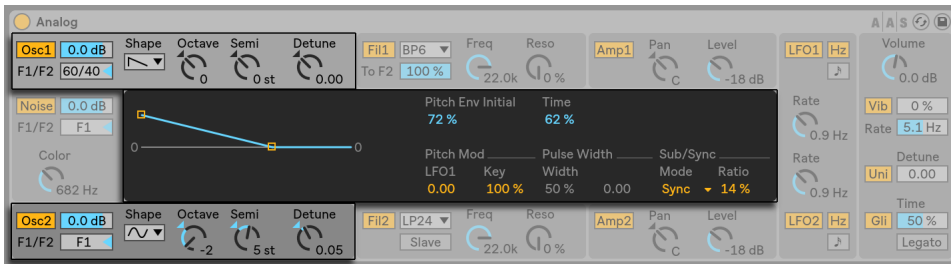 Analog
A A S
Osc1 0.0 dB Shape Octave Semi Detune
F1/F2 60/40 0 0 st 0.00
Fil1 BP6 Freq Reso
To F2 100 % 22.0k 0 %
Amp1 Pan Level
C -18 dB
LFO1 Hz
Volume
0.0 dB
Noise 0.0 dB
F1/F2 F1
Color
682 Hz
Pitch Env Initial Time
72 % 62 %
0 0
Pitch Mod Pulse Width Sub/Sync
LFO1 Key Width Mode Ratio
0.00 100 % 50 % 0.00 Sync 14 %
Rate
0.9 Hz
Rate
0.9 Hz
Vib 0 %
Rate 5.1 Hz
Detune
Uni 0.00
Osc2 0.0 dB Shape Octave Semi Detune
F1/F2 F1 -2 5 st 0.05
Fil2 LP24 Freq Reso
Slave 22.0k 0 %
Amp2 Pan Level
C -18 dB
LFO2 Hz
Time
Gli 50 %
Legato